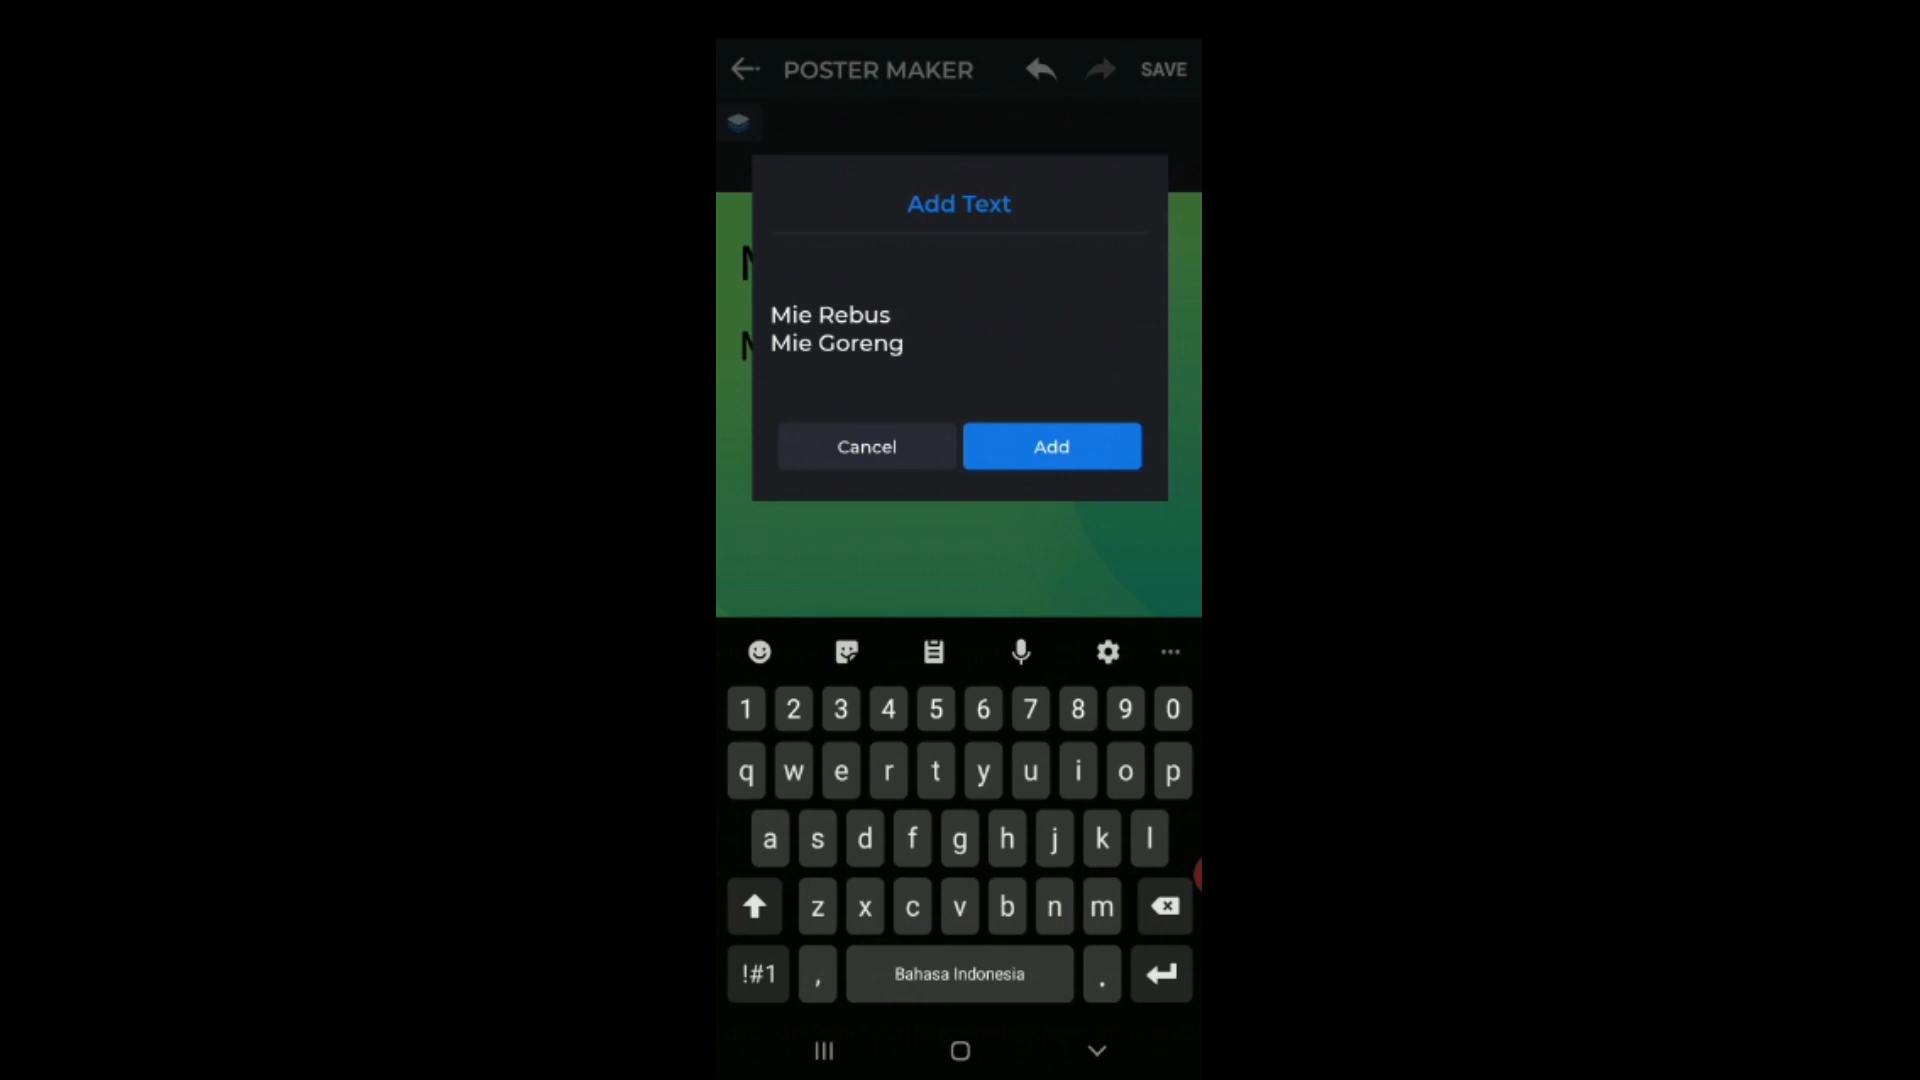 POSTER MAKER
SAVE
Add Text
Mie Rebus
Mie Goreng
Cancel
Add
1 2 3 4 5 6 7 8 9 0
q w e r t y u i o p
a s d f g h j k l
z x c v b n m
!#1 , Bahasa Indonesia .